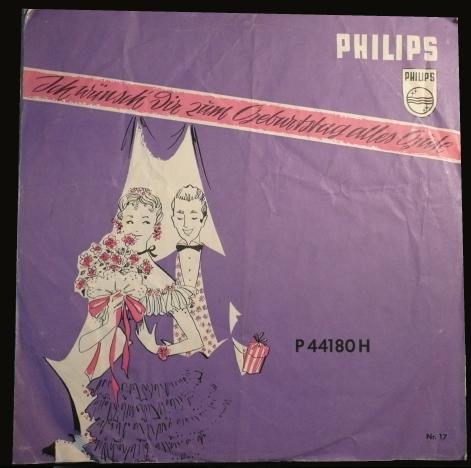 PHILIPS
PHILIPS
Ich wünsch Dir zum Geburtstag alles Gute
P 44180 H
Nr. 17